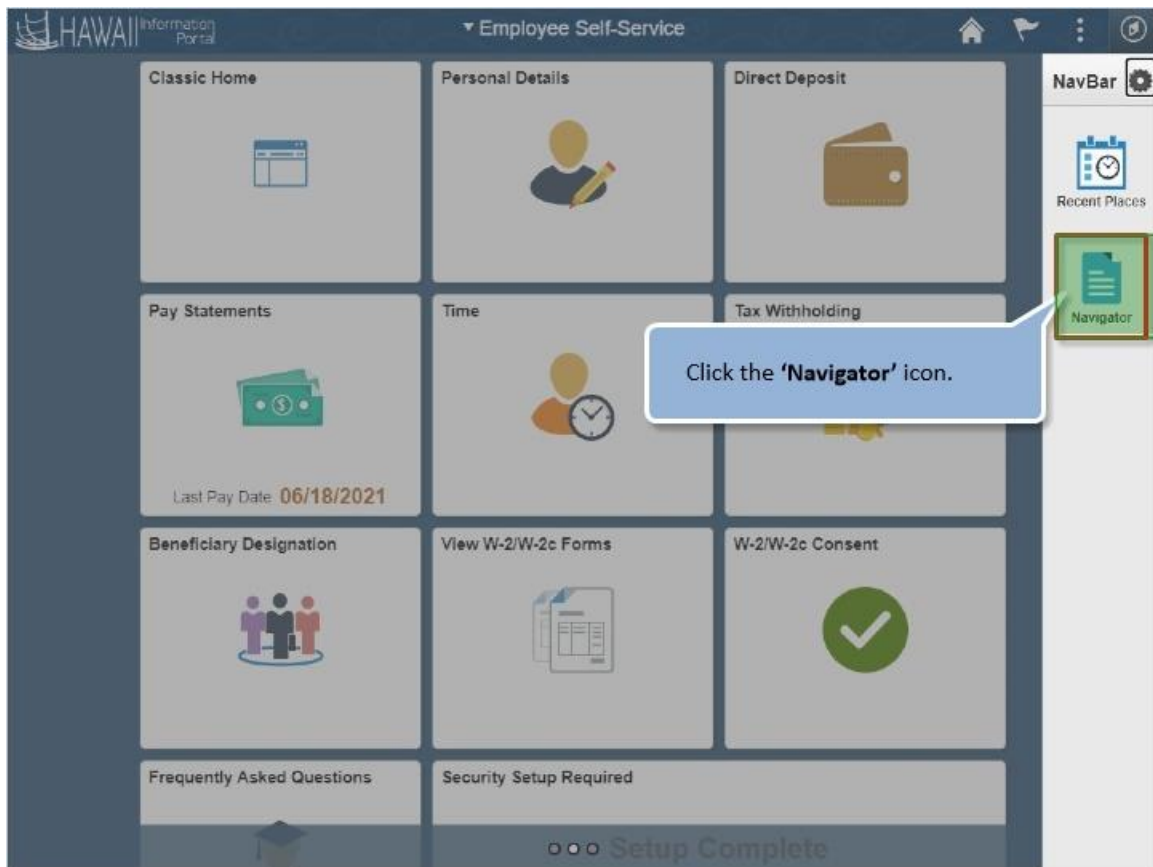 HAWAII Information Portal
Employee Self-Service
NavBar
Classic Home
Personal Details
Direct Deposit
Recent Places
Navigator
Pay Statements
Time
Tax Withholding
Click the ‘Navigator’ icon.
Last Pay Date 06/18/2021
Beneficiary Designation
View W-2/W-2c Forms
W-2/W-2c Consent
Frequently Asked Questions
Security Setup Required
Setup Complete